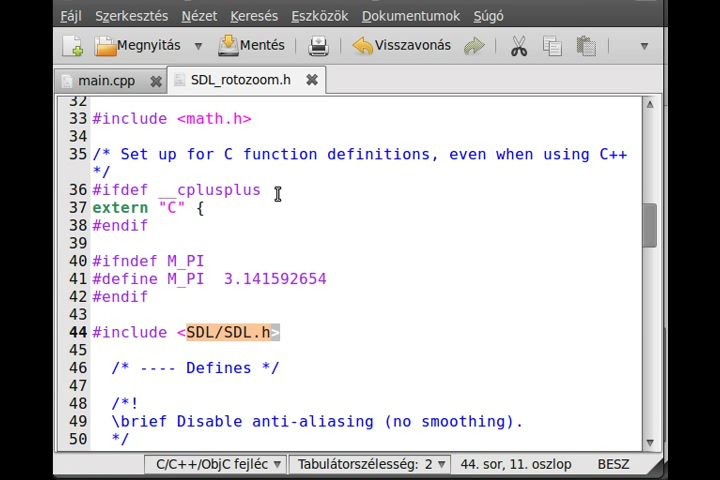 Fájl Szerkesztés Nézet Keresés Eszközök Dokumentumok Súgó
Megnyitás Mentés Visszavonás
main.cpp SDL_rotozoom.h
32
33 #include <math.h>
34
35 /* Set up for C function definitions, even when using C++
*/
36 #ifdef __cplusplus
37 extern "C" {
38 #endif
39
40 #ifndef M_PI
41 #define M_PI  3.141592654
42 #endif
43
44 #include <SDL/SDL.h>
45
46   /* ---- Defines */
47
48   /*!
49   \brief Disable anti-aliasing (no smoothing).
50   */
C/C++/ObjC fejléc Tabulátorszélesség: 2 44. sor, 11. oszlop BESZ